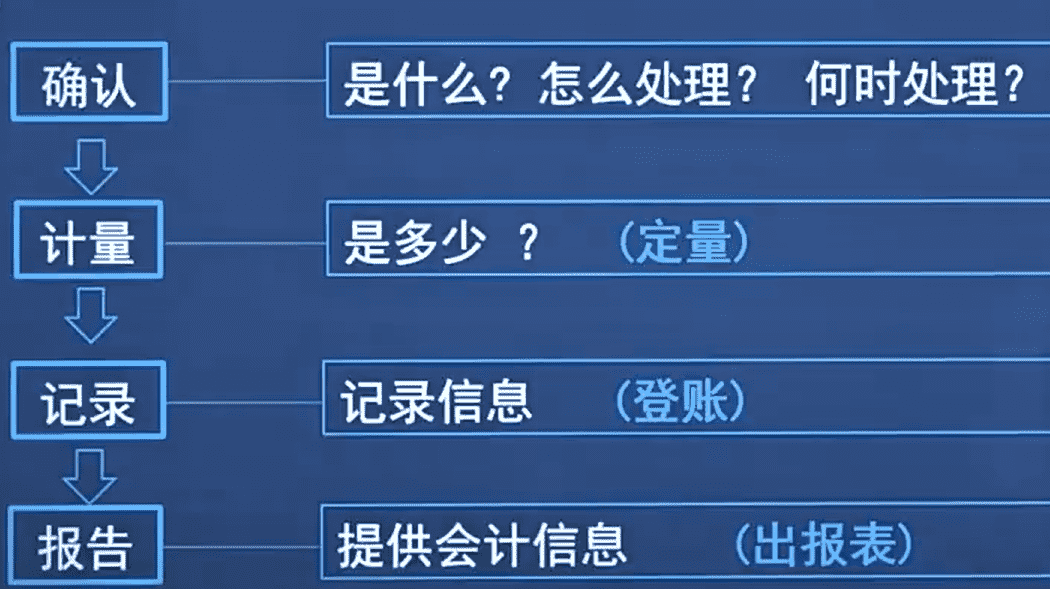 确认 是什么？怎么处理？ 何时处理？
计量 是多少 ？ （定量）
记录 记录信息 （登账）
报告 提供会计信息 （出报表）